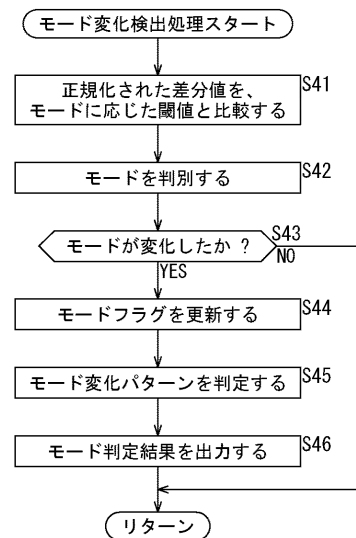 モード変化検出処理スタート
正規化された差分値を、
モードに応じた閾値と比較する
S41
モードを判別する
S42
モードが変化したか ?
S43
NO
YES
モードフラグを更新する
S44
モード変化パターンを判定する
S45
モード判定結果を出力する
S46
リターン